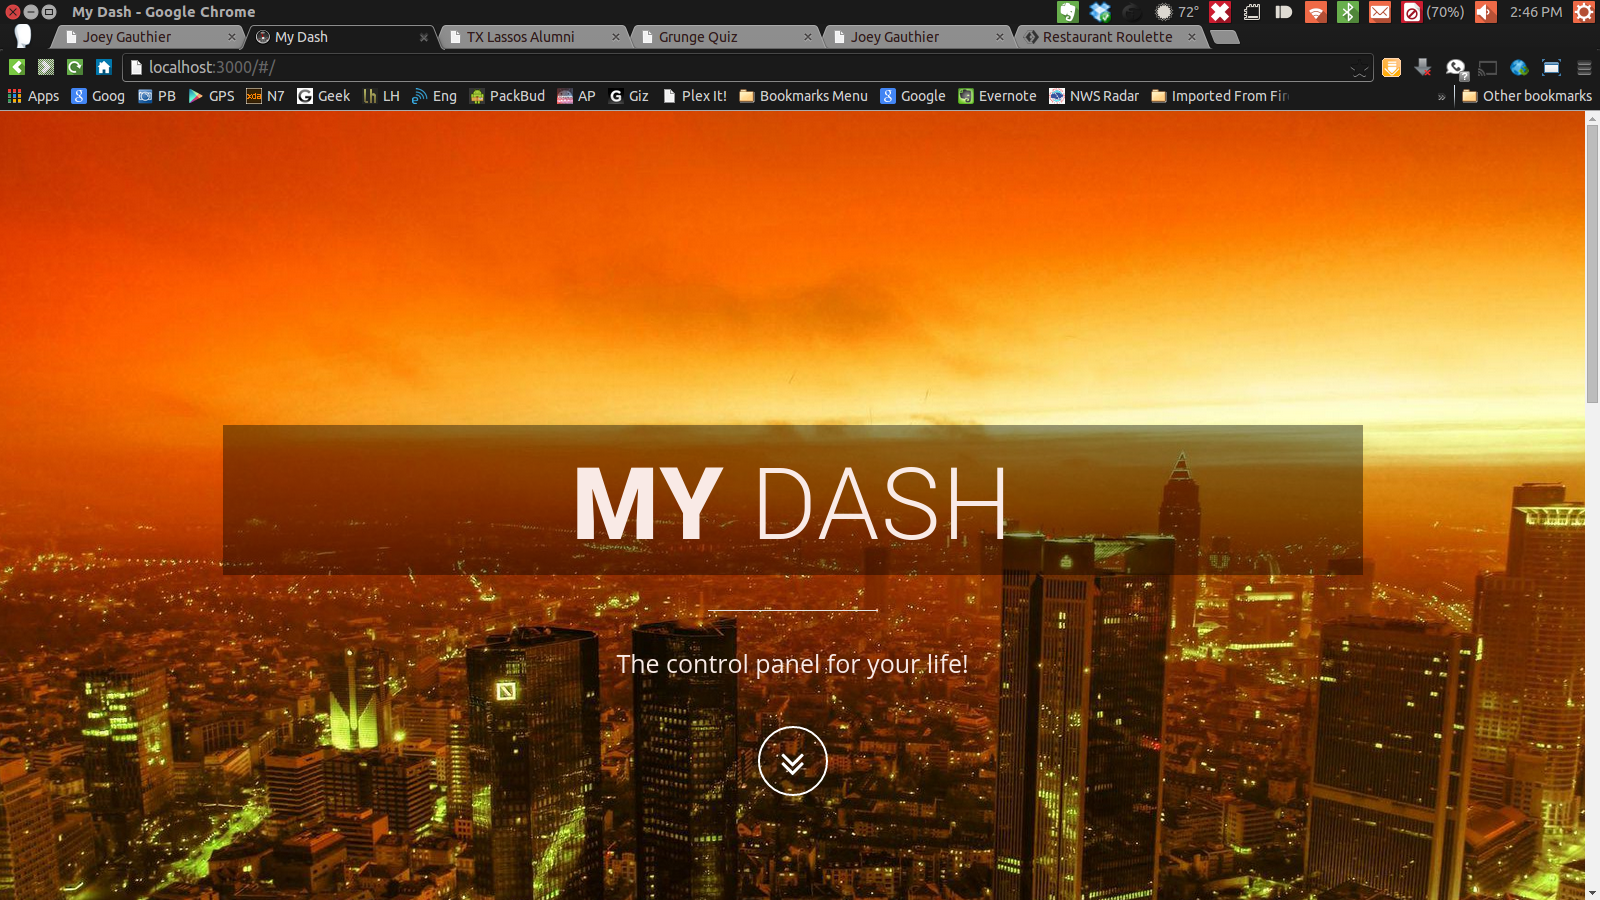 My Dash - Google Chrome
72°
(70%)
2:46 PM
Joey Gauthier
My Dash
TX Lassos Alumni
Grunge Quiz
Joey Gauthier
Restaurant Roulette
localhost:3000/#/
Apps
Goog
PB
GPS
N7
Geek
LH
Eng
PackBud
AP
Giz
Plex It!
Bookmarks Menu
Google
Evernote
NWS Radar
Imported From Fir
»
Other bookmarks
MY DASH
The control panel for your life!